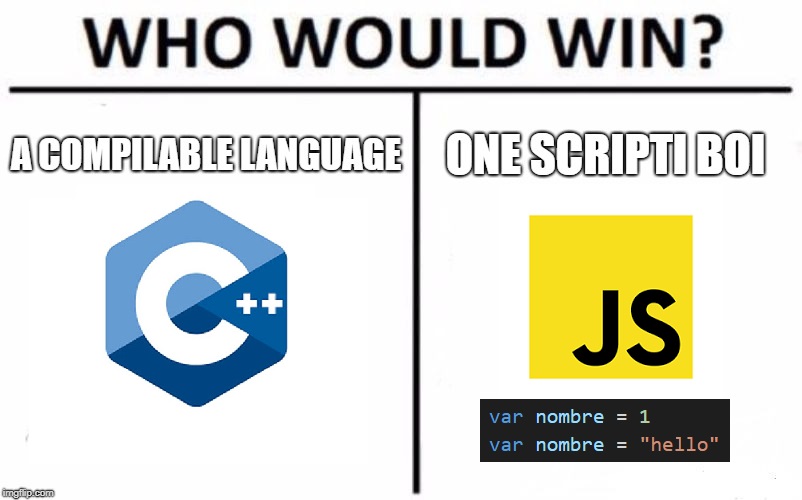 WHO WOULD WIN?
A COMPILABLE LANGUAGE
ONE SCRIPTI BOI
C++
JS
var nombre = 1
var nombre = "hello"
imgflip.com